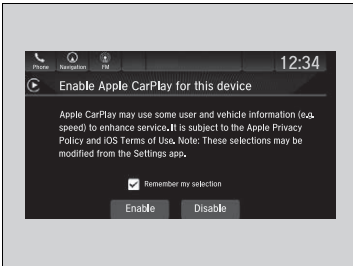 Phone Navigation FM 12:34
Enable Apple CarPlay for this device
Apple CarPlay may use some user and vehicle information (e.g.
speed) to enhance service. It is subject to the Apple Privacy
Policy and iOS Terms of Use. Note: These selections may be
modified from the Settings app.
Remember my selection
Enable Disable